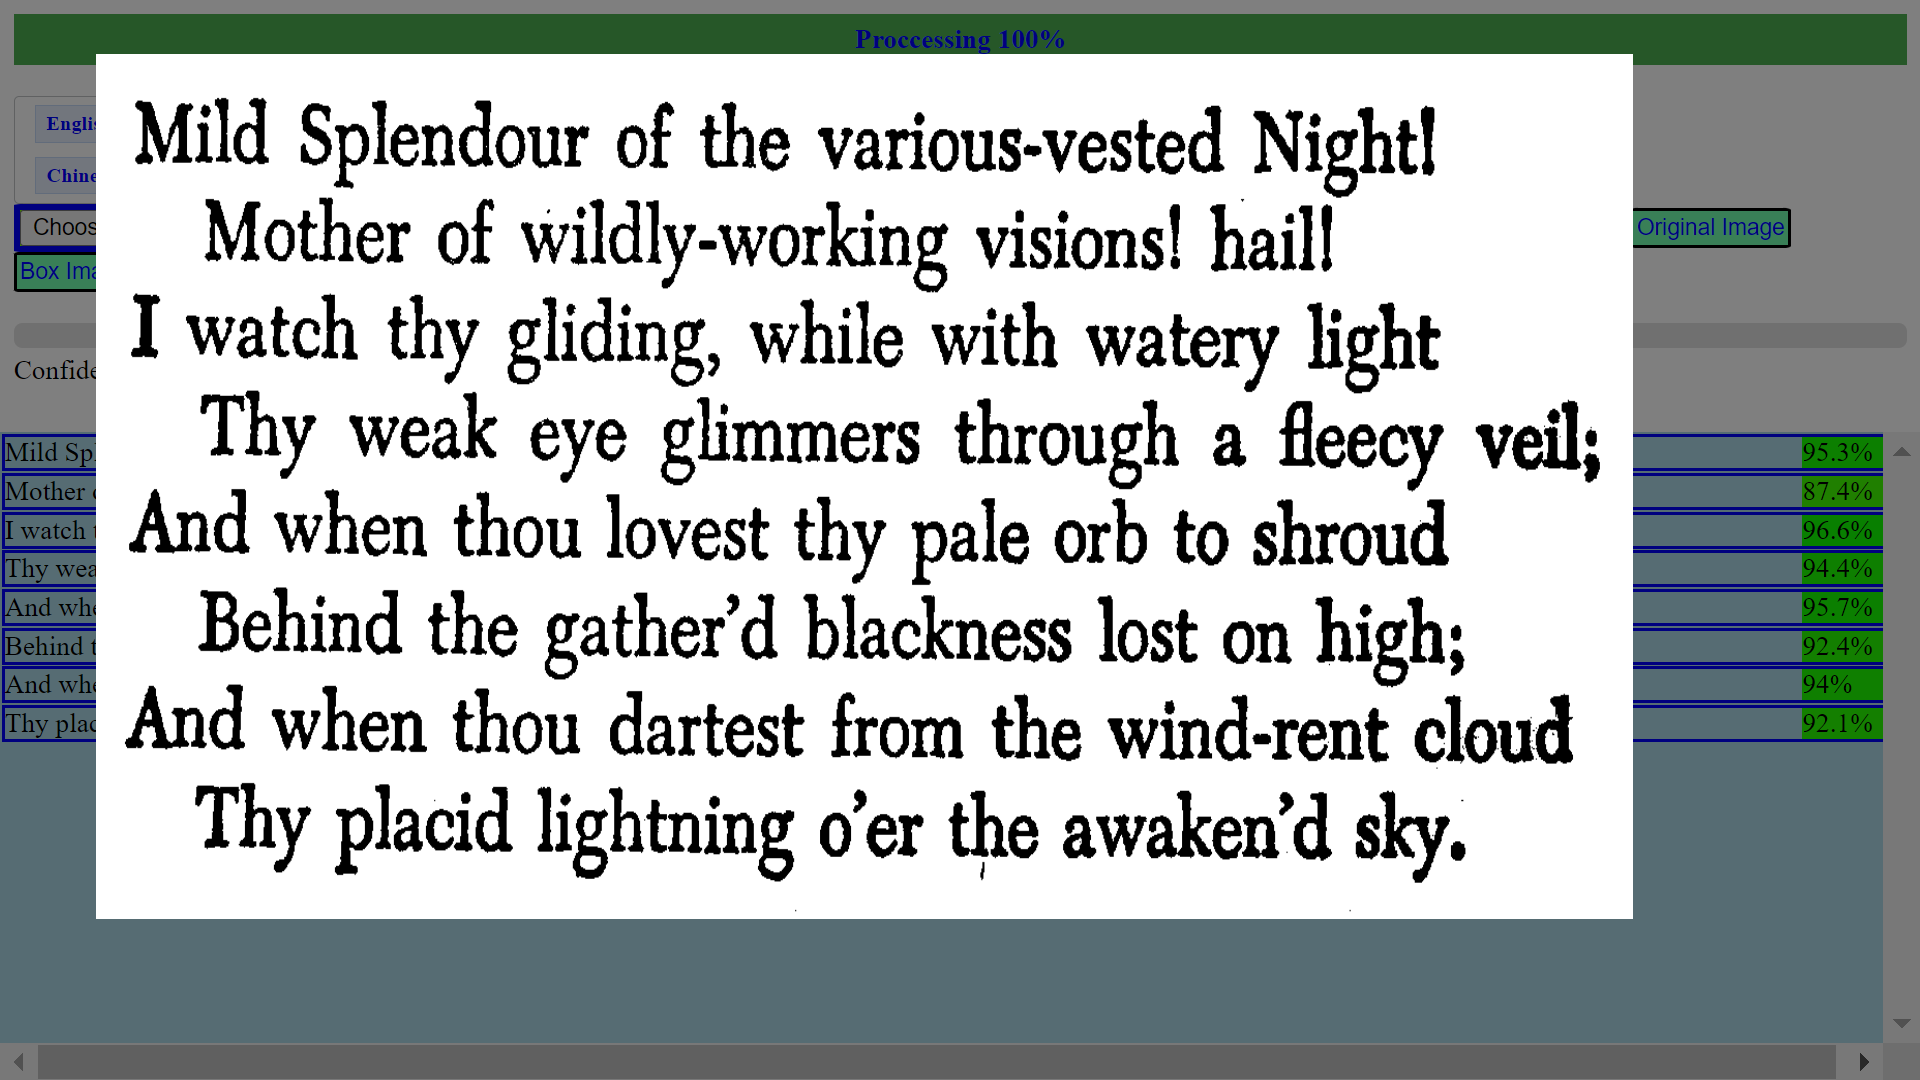 Proccessing 100%
Englis
Chine
Choos
Original Image
Box Ima
Confide
Mild Splendour of the various-vested Night!
Mother of wildly-working visions! hail!
I watch thy gliding, while with watery light
Thy weak eye glimmers through a fleecy veil;
And when thou lovest thy pale orb to shroud
Behind the gather’d blackness lost on high;
And when thou dartest from the wind-rent cloud
Thy placid lightning o’er the awaken’d sky.
Mild Spl 95.3%
Mother 87.4%
I watch t 96.6%
Thy wea 94.4%
And whe 95.7%
Behind t 92.4%
And whe 94%
Thy plac 92.1%